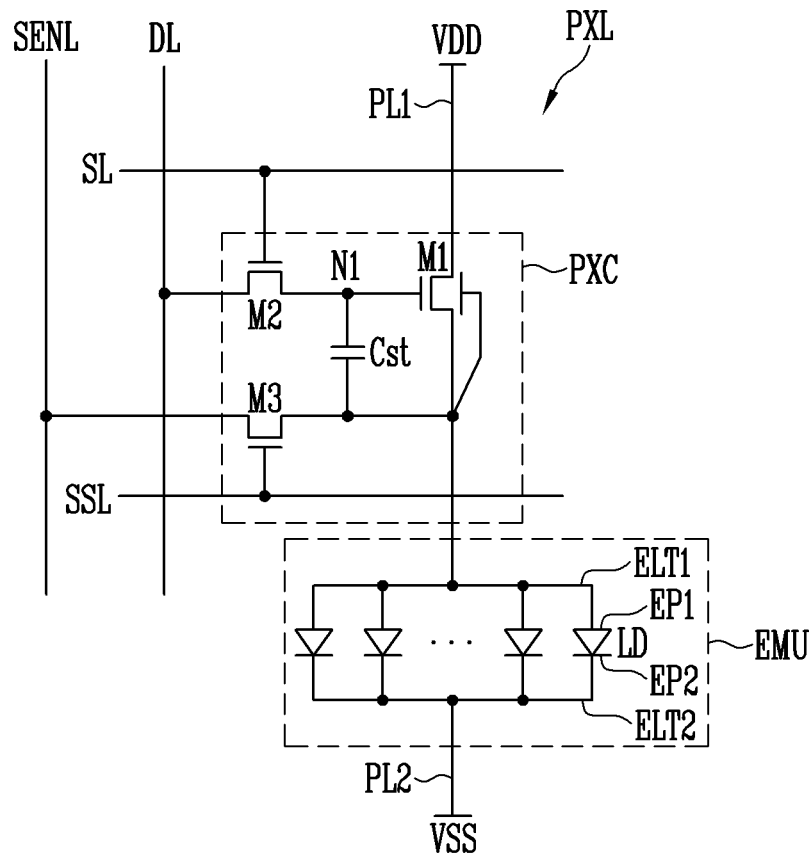 PXL
SENL DL VDD
PL1
SL
M1
N1 PXC
M2
Cst
M3
SSL
ELT1
EP1
. . . LD EMU
EP2
ELT2
PL2
VSS